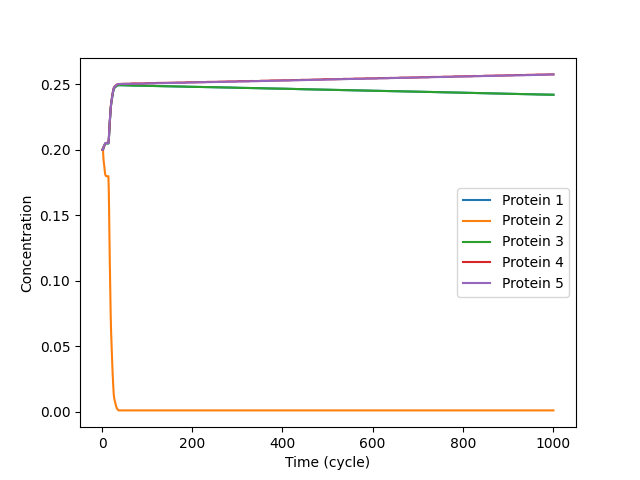 0.25
0.20
0.15
0.10
0.05
0.00
Concentration
0
200
400
600
800
1000
Time (cycle)
Protein 1
Protein 2
Protein 3
Protein 4
Protein 5